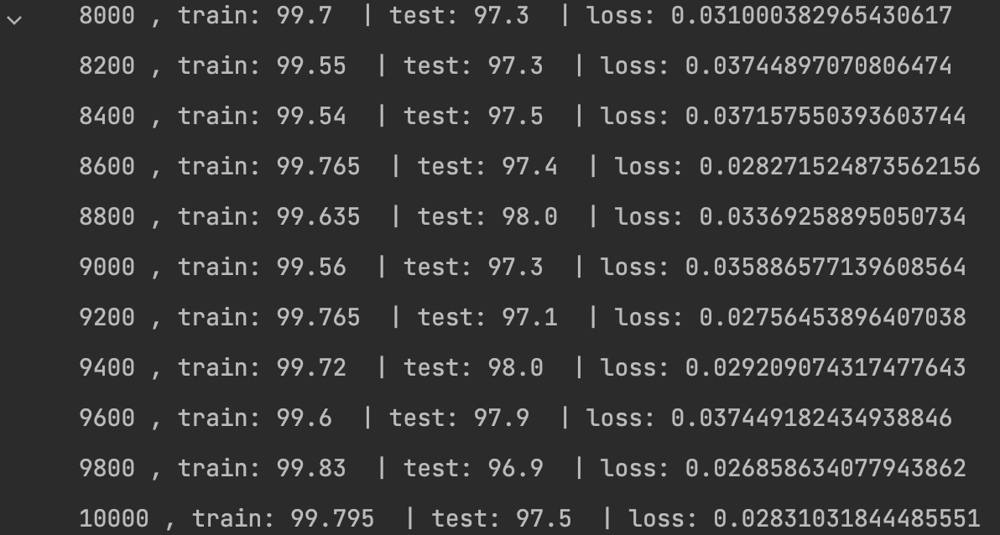 8000 , train: 99.7  | test: 97.3  | loss: 0.031000382965430617
8200 , train: 99.55  | test: 97.3  | loss: 0.03744897070806474
8400 , train: 99.54  | test: 97.5  | loss: 0.037157550393603744
8600 , train: 99.765  | test: 97.4  | loss: 0.028271524873562156
8800 , train: 99.635  | test: 98.0  | loss: 0.03369258895050734
9000 , train: 99.56  | test: 97.3  | loss: 0.035886577139608564
9200 , train: 99.765  | test: 97.1  | loss: 0.02756453896407038
9400 , train: 99.72  | test: 98.0  | loss: 0.029209074317477643
9600 , train: 99.6  | test: 97.9  | loss: 0.037449182434938846
9800 , train: 99.83  | test: 96.9  | loss: 0.026858634077943862
10000 , train: 99.795  | test: 97.5  | loss: 0.028310318444485551